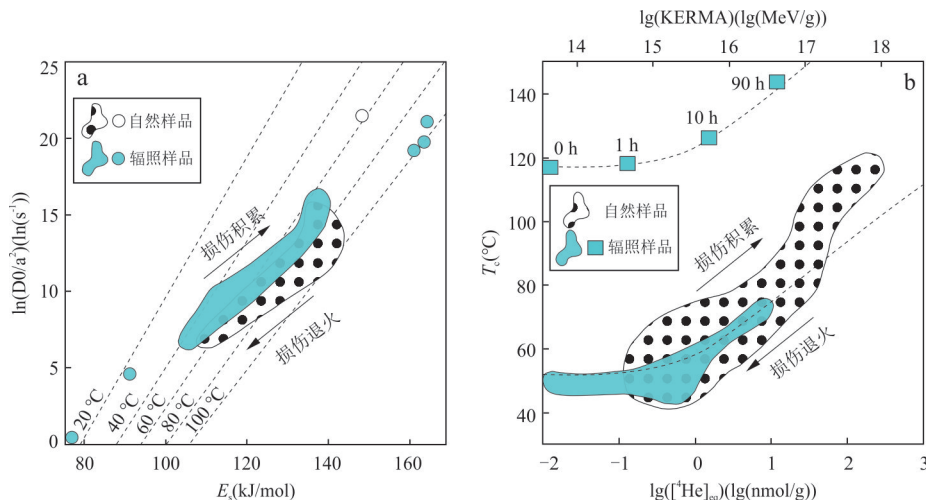 a
25
20
15
10
5
0
ln(D0/a²)(ln(s⁻¹)
自然样品
辐照样品
损伤积累
损伤退火
20 °C
40 °C
60 °C
80 °C
100 °C
80
100
120
140
160
Eₛ(kJ/mol)
lg(KERMA)(lg(MeV/g))
14
15
16
17
18
b
140
120
100
80
60
40
T꜀(℃)
0 h
1 h
10 h
90 h
自然样品
辐照样品
损伤积累
损伤退火
−2
−1
0
1
2
3
lg([⁴He]eq)(lg(nmol/g)